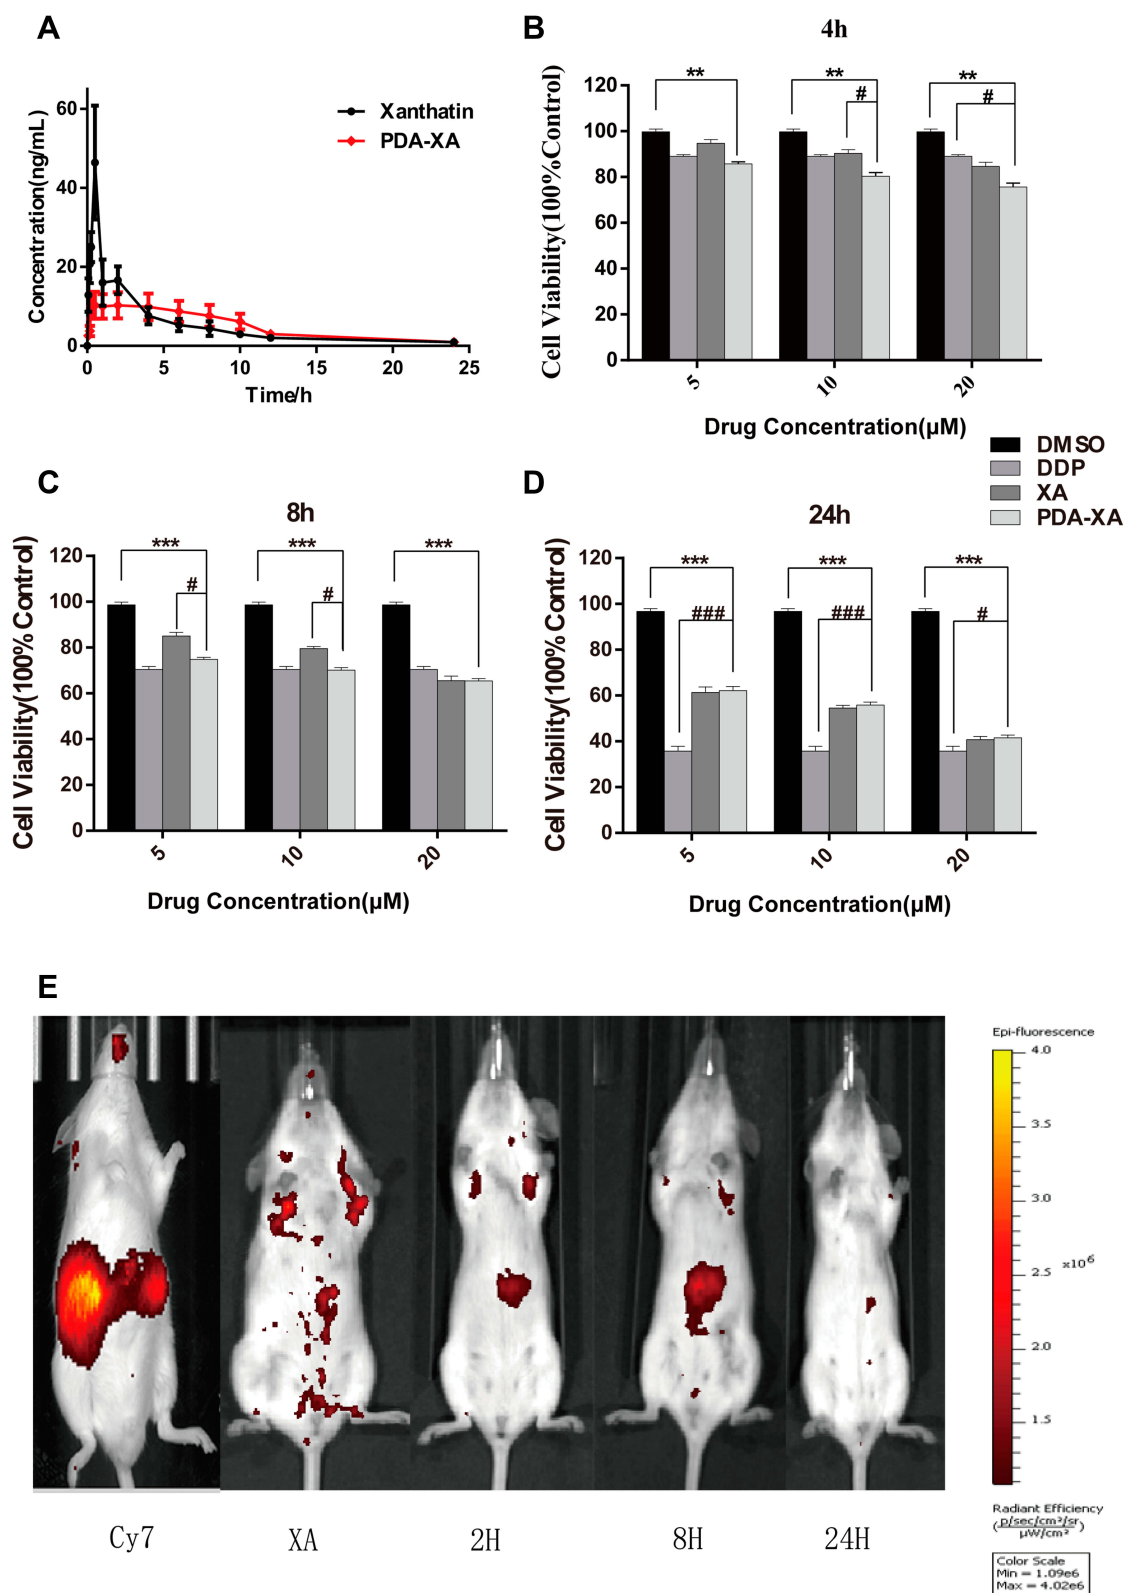 A
Concentration(ng/mL)
60
40
20
0
0 5 10 15 20 25
Time/h
Xanthatin
PDA-XA
B
4h
Cell Viability(100%Control)
120
100
80
60
40
20
0
** ** **
# #
5 10 20
Drug Concentration(μM)
DMSO
DDP
XA
PDA-XA
C
8h
Cell Viability(100%Control)
120
100
80
60
40
20
0
*** *** ***
# #
5 10 20
Drug Concentration(μM)
D
24h
Cell Viability(100%Control)
120
100
80
60
40
20
0
*** *** ***
### ### #
5 10 20
Drug Concentration(μM)
E
Cy7 XA 2H 8H 24H
Epi-fluorescence
4.0
3.5
3.0
2.5
x10⁶
2.0
1.5
Radiant Efficiency
(p/sec/cm²/sr
μW/cm²)
Color Scale
Min = 1.09e6
Max = 4.02e6